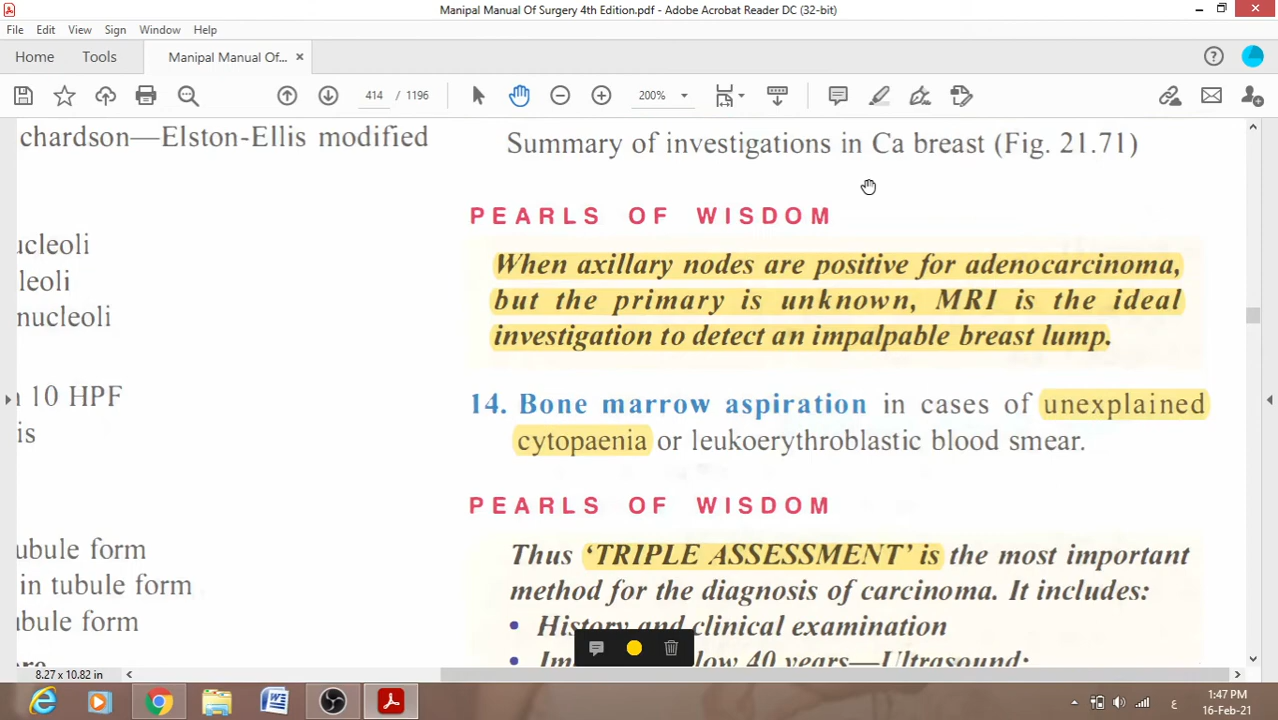 Manipal Manual Of Surgery 4th Edition.pdf - Adobe Acrobat Reader DC (32-bit)
File Edit View Sign Window Help
Home Tools Manipal Manual Of... ×
414 / 1196 200%
chardson—Elston-Ellis modified
ucleoli
leoli
nucleoli
10 HPF
is
ubule form
in tubule form
ubule form
Summary of investigations in Ca breast (Fig. 21.71)
PEARLS OF WISDOM
When axillary nodes are positive for adenocarcinoma,
but the primary is unknown, MRI is the ideal
investigation to detect an impalpable breast lump.
14. Bone marrow aspiration in cases of unexplained
cytopaenia or leukoerythroblastic blood smear.
PEARLS OF WISDOM
Thus ‘TRIPLE ASSESSMENT’ is the most important
method for the diagnosis of carcinoma. It includes:
• History and clinical examination
• low 40 years—Ultrasound:
8.27 x 10.82 in
ع
1:47 PM
16-Feb-21